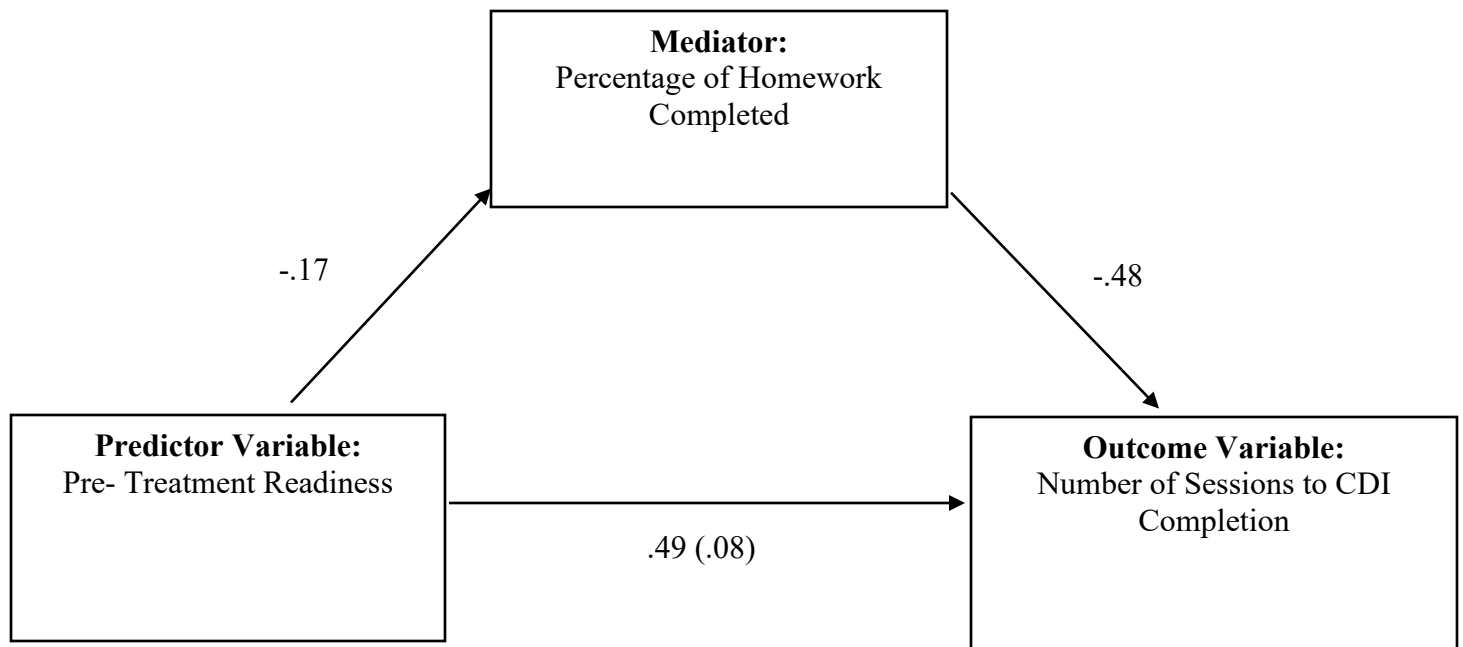 Mediator:
Percentage of Homework
Completed
-.17
-.48
Predictor Variable:
Pre- Treatment Readiness
Outcome Variable:
Number of Sessions to CDI
Completion
.49 (.08)